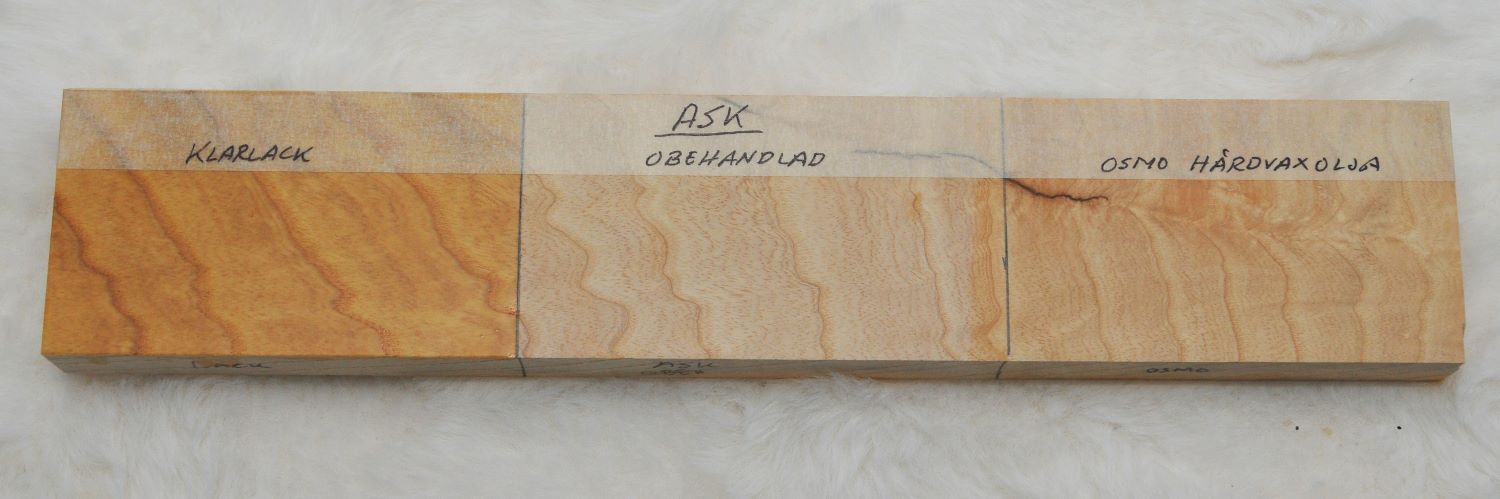 ASK
KLARLACK
OBEHANDLAD
OSMO HÅRDVAXOLJA
LACK
ASK
OSMO